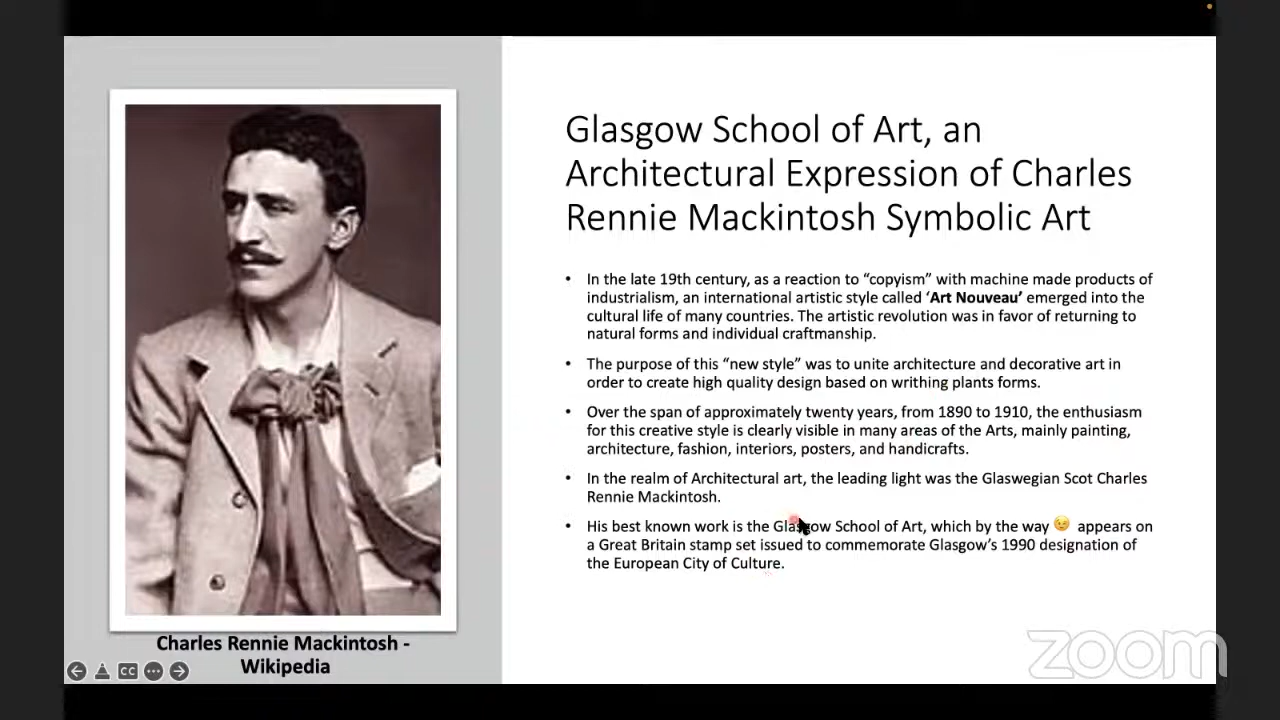 Glasgow School of Art, an
Architectural Expression of Charles
Rennie Mackintosh Symbolic Art
• In the late 19th century, as a reaction to “copyism” with machine made products of
industrialism, an international artistic style called ‘Art Nouveau’ emerged into the
cultural life of many countries. The artistic revolution was in favor of returning to
natural forms and individual craftmanship.
• The purpose of this “new style” was to unite architecture and decorative art in
order to create high quality design based on writhing plants forms.
• Over the span of approximately twenty years, from 1890 to 1910, the enthusiasm
for this creative style is clearly visible in many areas of the Arts, mainly painting,
architecture, fashion, interiors, posters, and handicrafts.
• In the realm of Architectural art, the leading light was the Glaswegian Scot Charles
Rennie Mackintosh.
• His best known work is the Glasgow School of Art, which by the way 😉 appears on
a Great Britain stamp set issued to commemorate Glasgow’s 1990 designation of
the European City of Culture.
Charles Rennie Mackintosh -
Wikipedia
CC
zoom